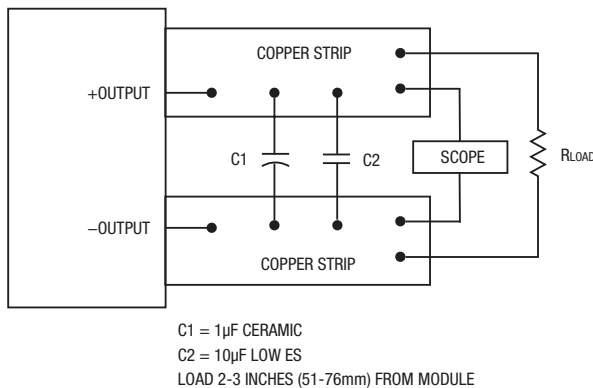 COPPER STRIP
+OUTPUT
C1
C2
SCOPE
RLOAD
−OUTPUT
COPPER STRIP
C1 = 1µF CERAMIC
C2 = 10µF LOW ES
LOAD 2-3 INCHES (51-76mm) FROM MODULE